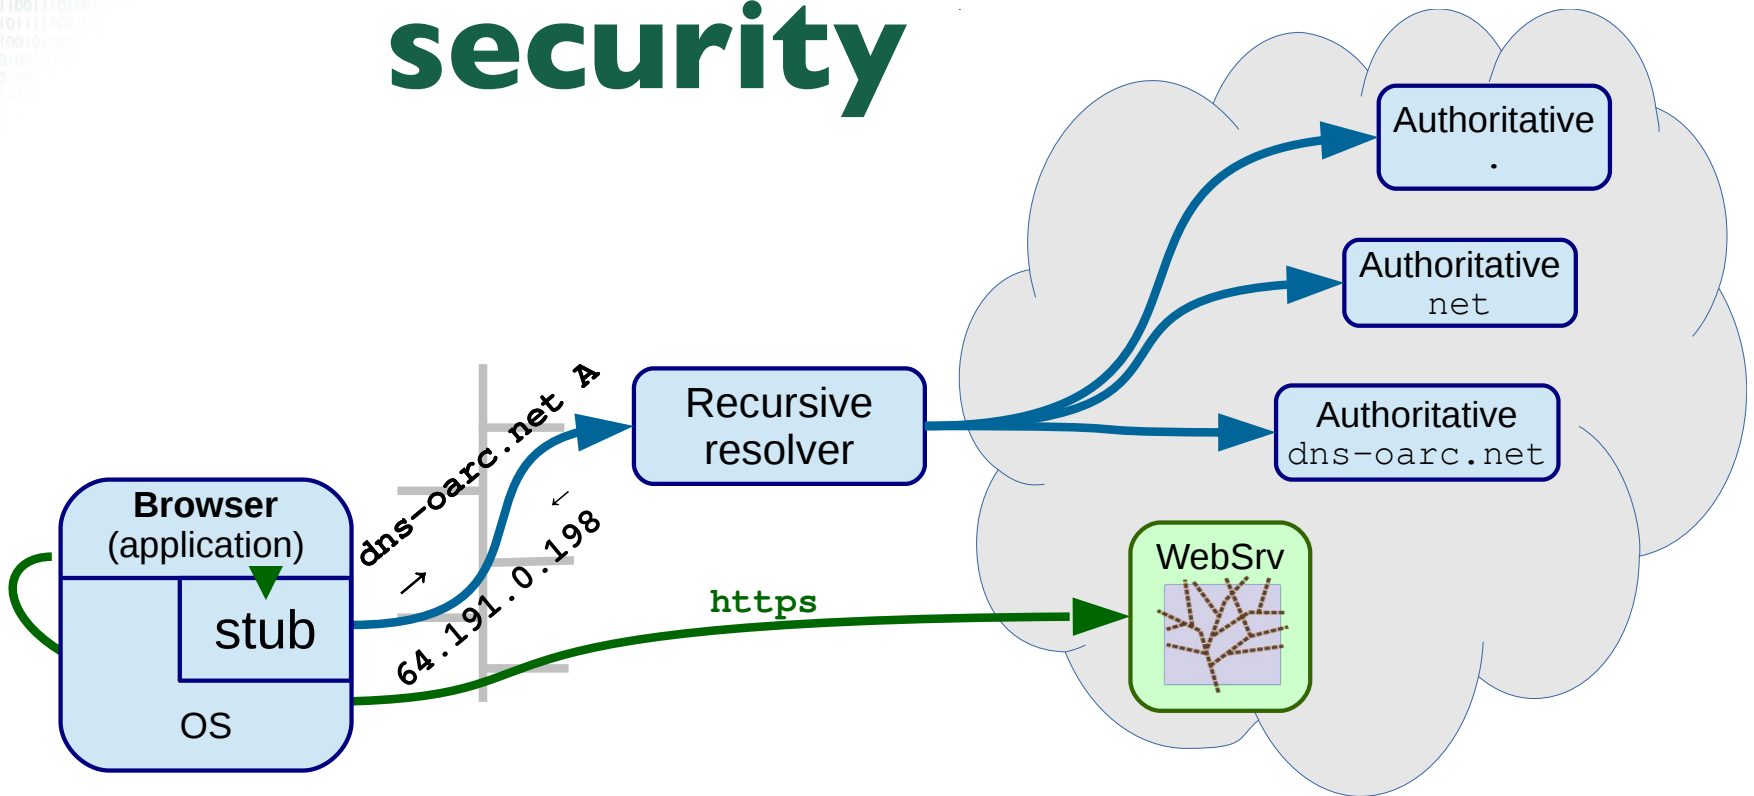 security
Authoritative
.
Authoritative
net
Authoritative
dns-oarc.net
Recursive
resolver
dns-oarc.net A
→
←
64.191.0.198
Browser
(application)
stub
OS
https
WebSrv